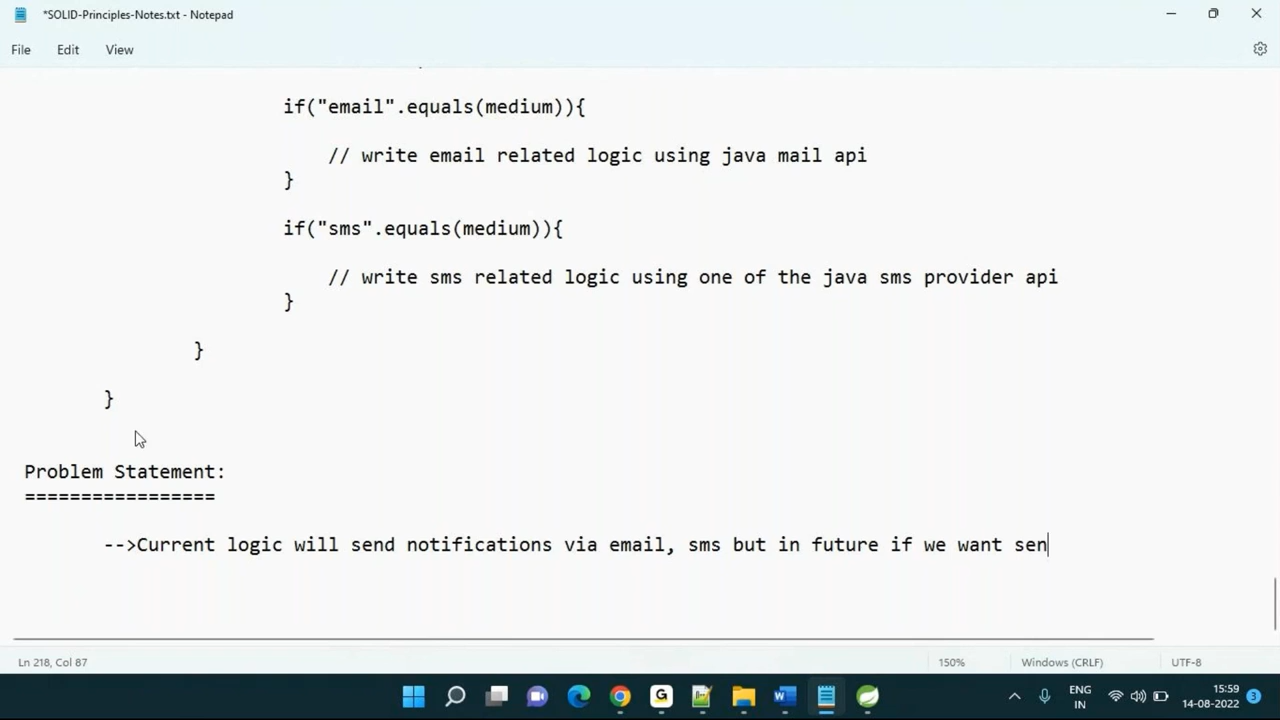 *SOLID-Principles-Notes.txt - Notepad
File Edit View
if("email".equals(medium)){
// write email related logic using java mail api
}
if("sms".equals(medium)){
// write sms related logic using one of the java sms provider api
}
}
}
Problem Statement:
=================
-->Current logic will send notifications via email, sms but in future if we want sen
Ln 218, Col 87 150% Windows (CRLF) UTF-8
ENG
IN
15:59
14-08-2022
3